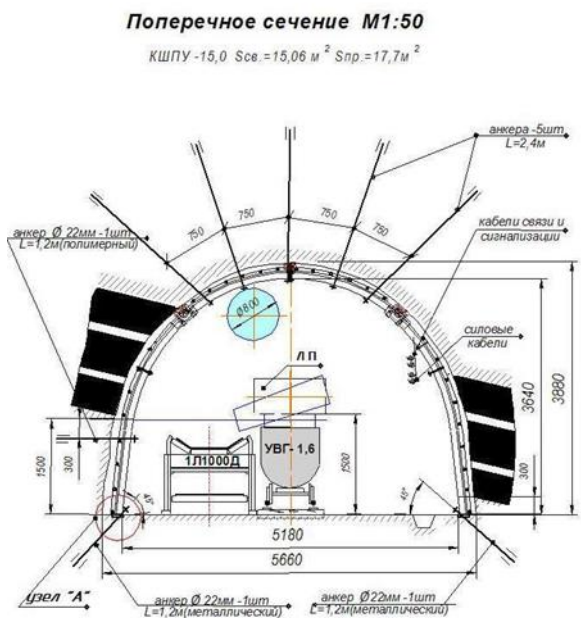 Поперечное сечение М1:50
КШПУ -15,0 Sсв.=15,06 м 2 Sпр.=17,7м 2
анкера -5шт
L=2,4м
750
750
750
750
кабели связи и
сигнализации
анкер Ø 22мм -1шт
L=1,2м(полимерный)
Ø800
силовые
кабели
Л П
3640
3880
УВГ- 1,6
1Л1000Д
1500
300
1500
300
45°
45°
5180
5660
узел "А"
анкер Ø 22мм -1шт
L=1,2м(металлический)
анкер Ø22мм -1шт
L=1,2м(металлический)